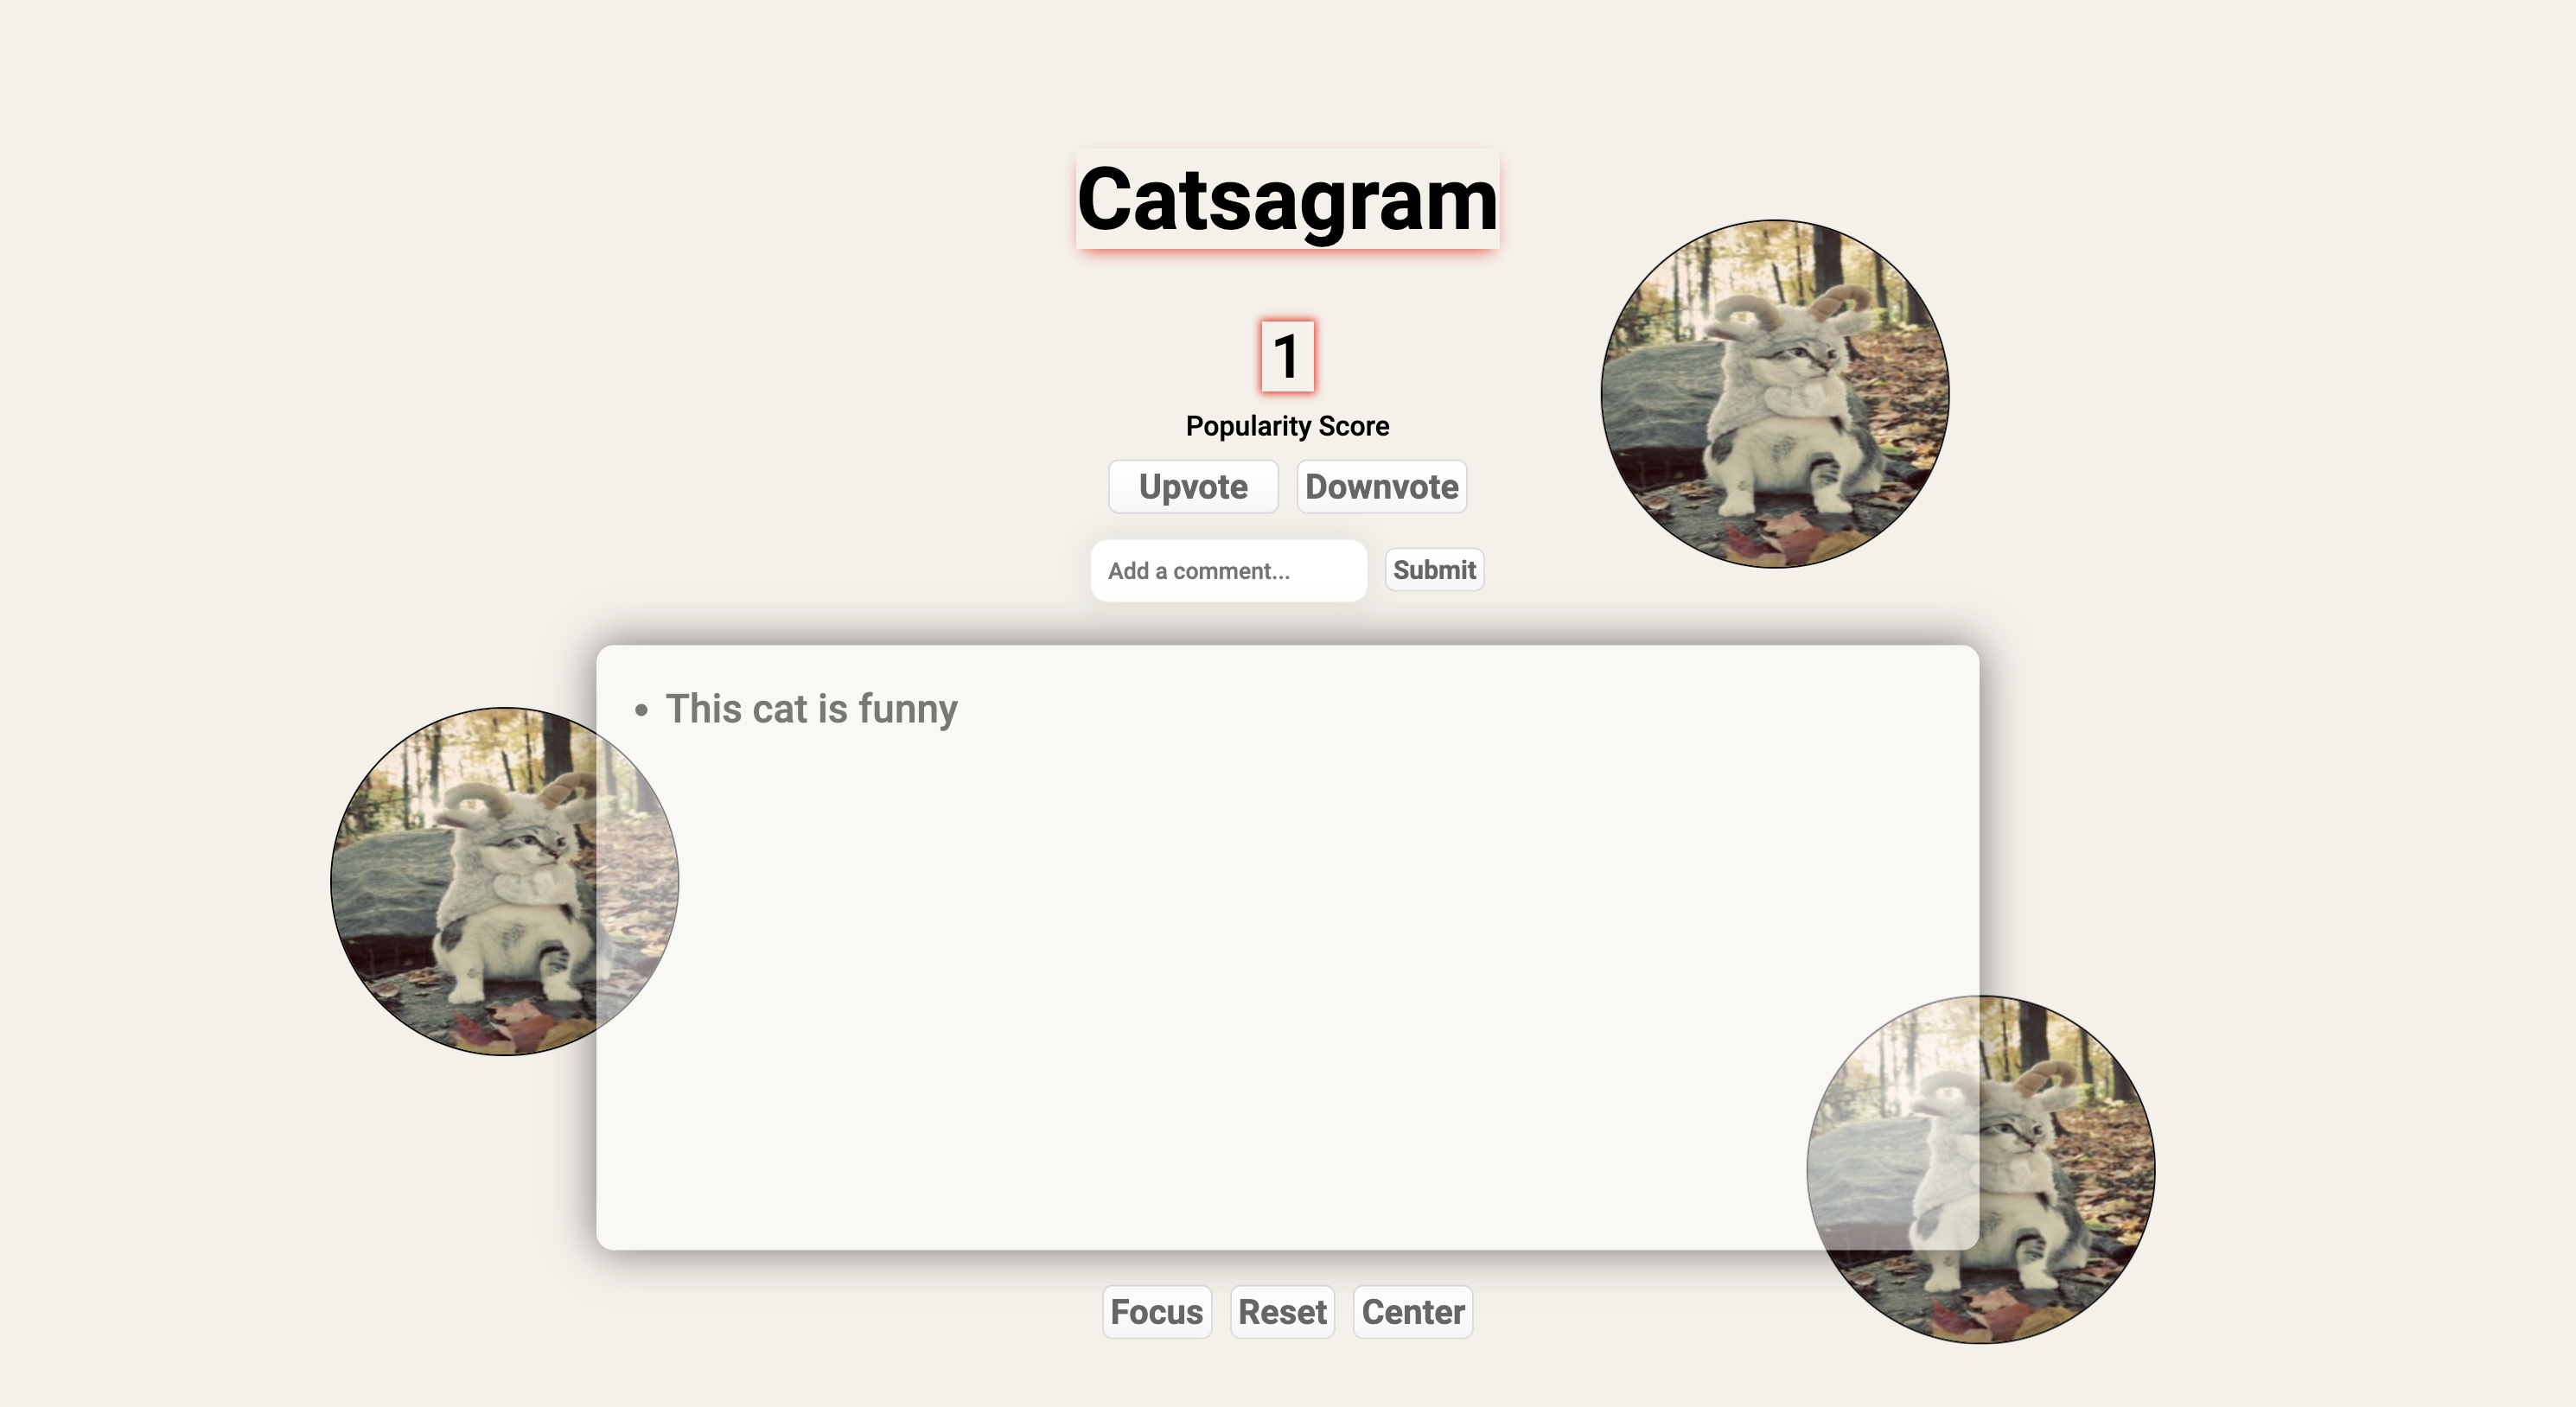 Catsagram
1
Popularity Score
Upvote Downvote
Add a comment... Submit
• This cat is funny
Focus Reset Center